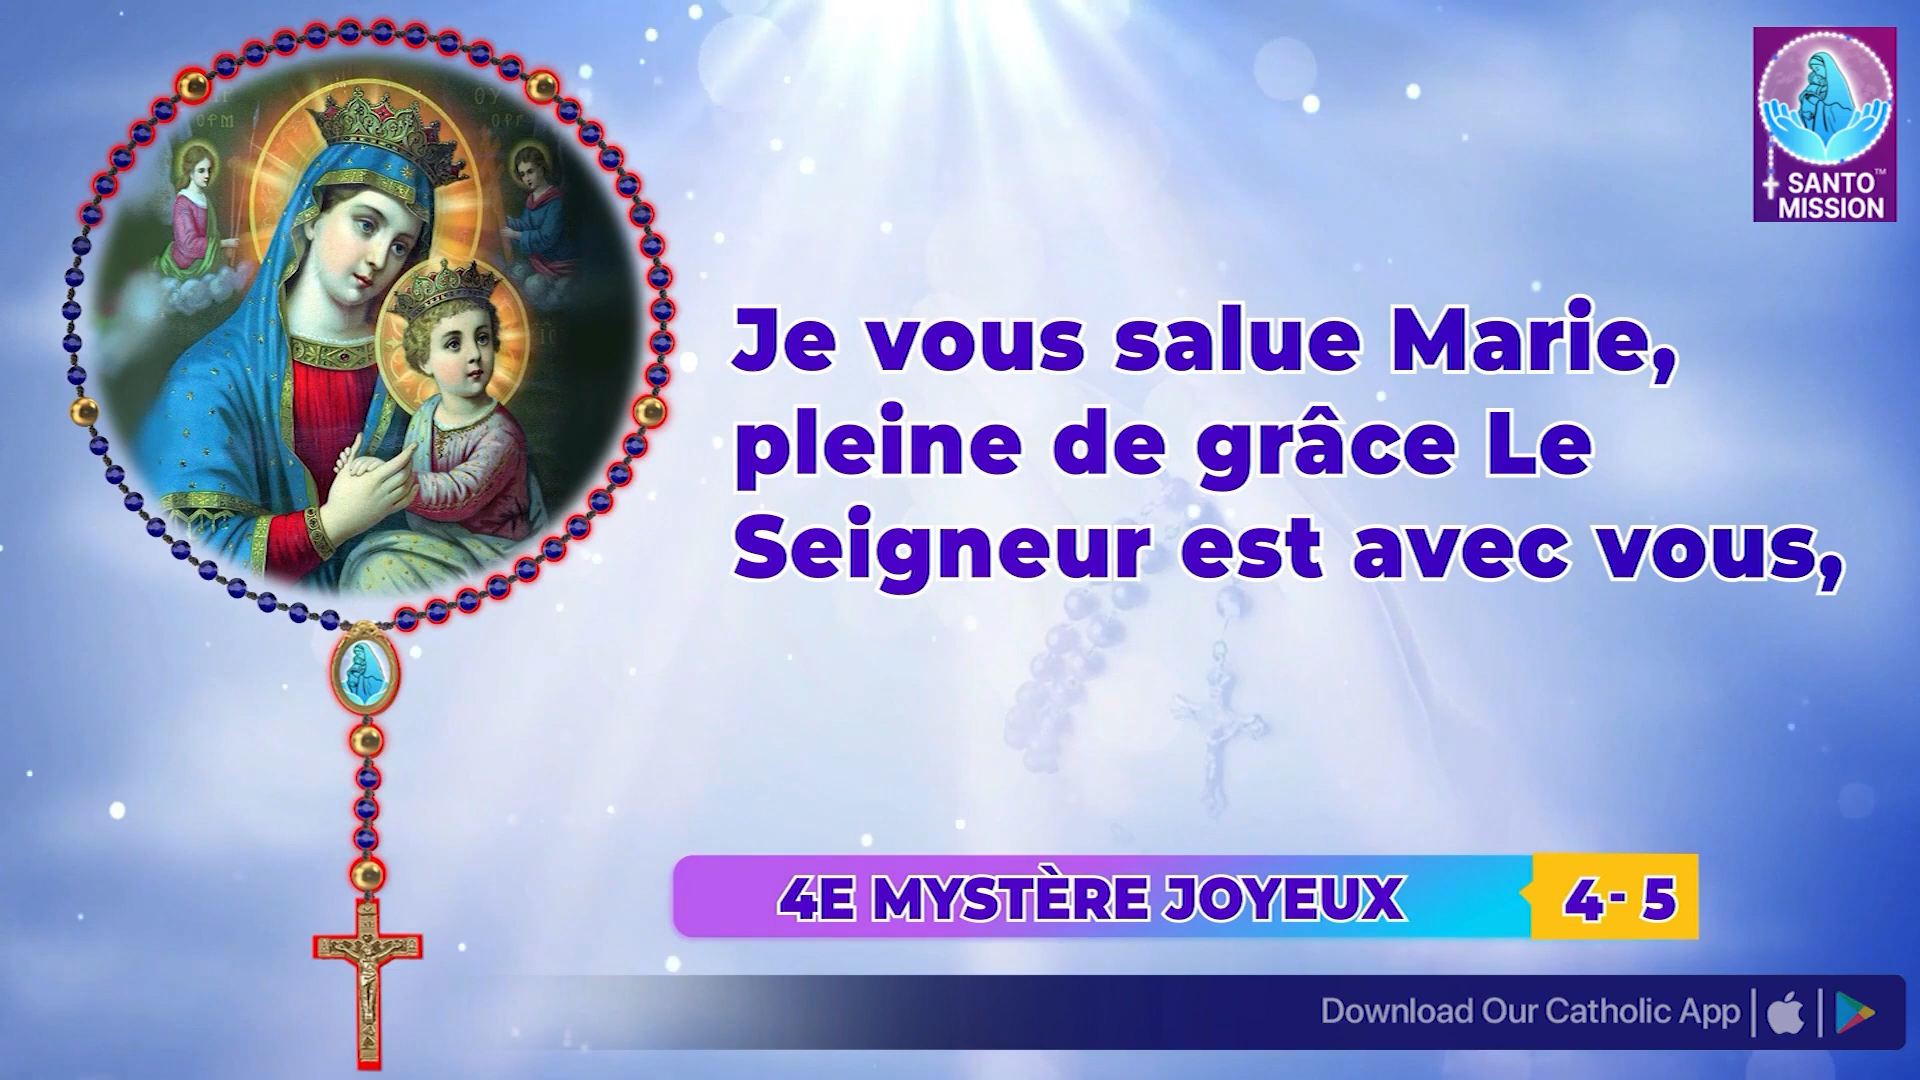 SANTO™
MISSION
Je vous salue Marie,
pleine de grâce Le
Seigneur est avec vous,
4E MYSTÈRE JOYEUX
4- 5
Download Our Catholic App